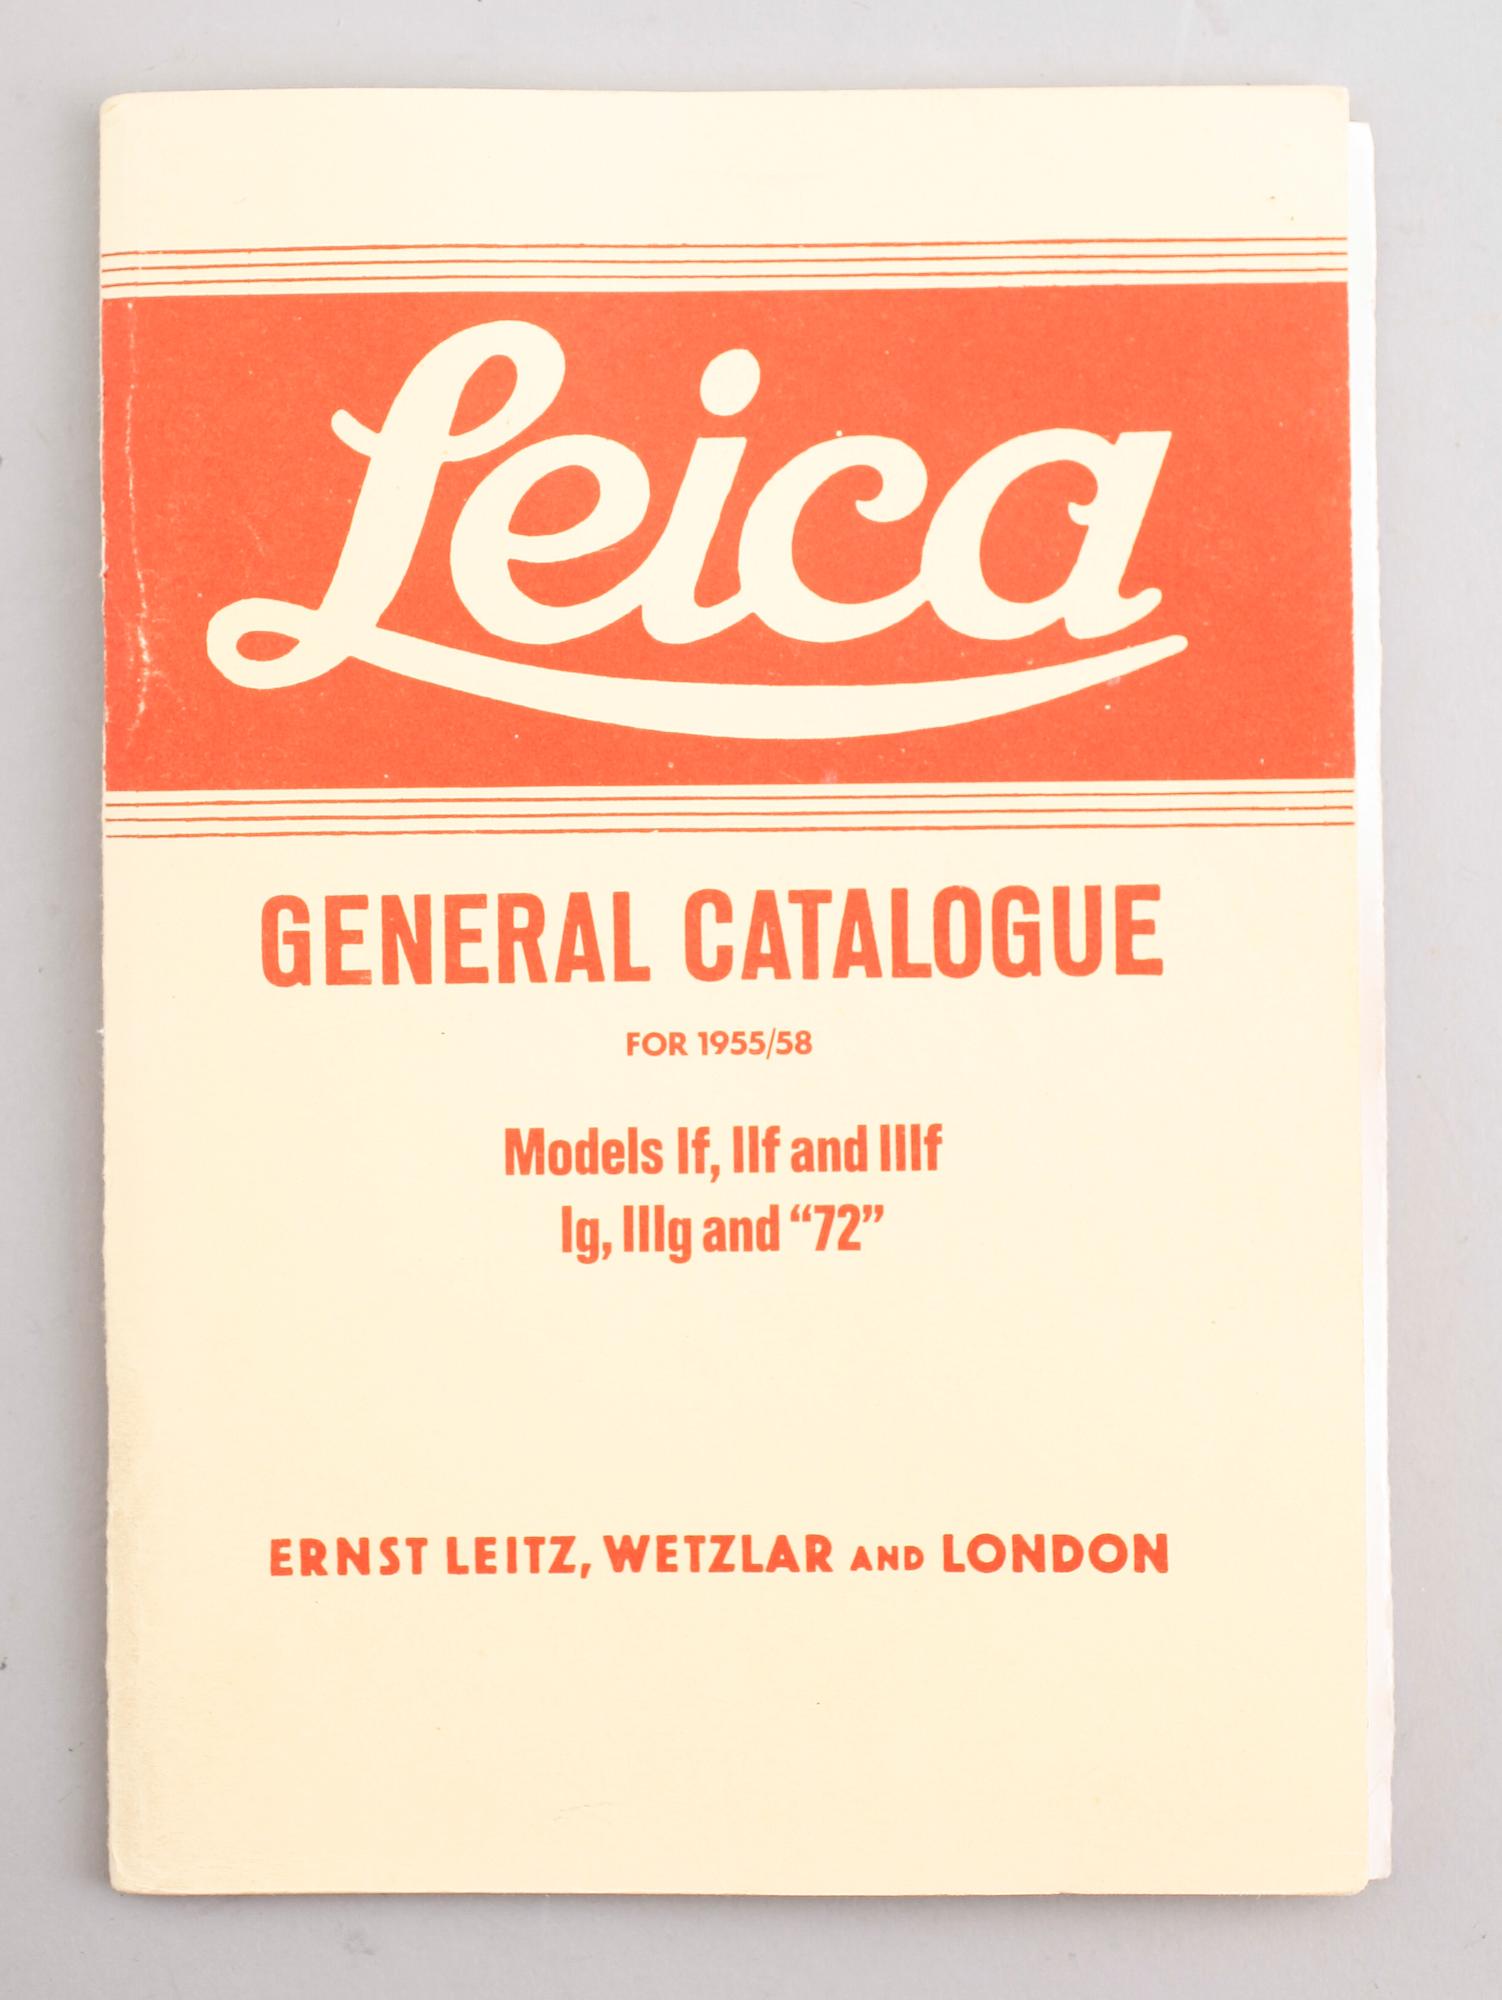 Leica
GENERAL CATALOGUE
FOR 1955/58
Models If, IIf and IIIf
Ig, IIIg and “72”
ERNST LEITZ, WETZLAR AND LONDON